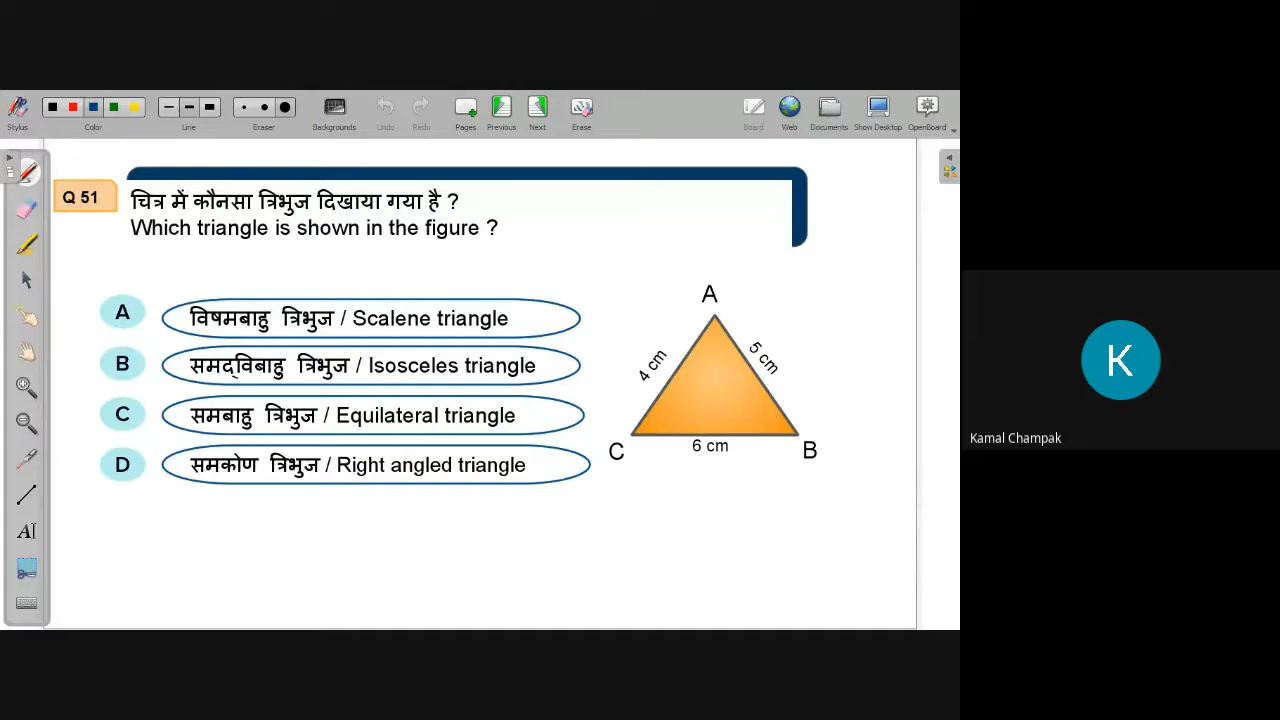 Stylus
Color
Line
Eraser
Backgrounds
Undo
Redo
Pages
Previous
Next
Erase
Board
Web
Documents
Show Desktop
OpenBoard
Q 51
चित्र में कौनसा त्रिभुज दिखाया गया है ?
Which triangle is shown in the figure ?
A
विषमबाहु त्रिभुज / Scalene triangle
B
समद्‌विबाहु त्रिभुज / Isosceles triangle
C
समबाहु त्रिभुज / Equilateral triangle
D
समकोण त्रिभुज / Right angled triangle
A
4 cm
5 cm
C
6 cm
B
AI
K
Kamal Champak